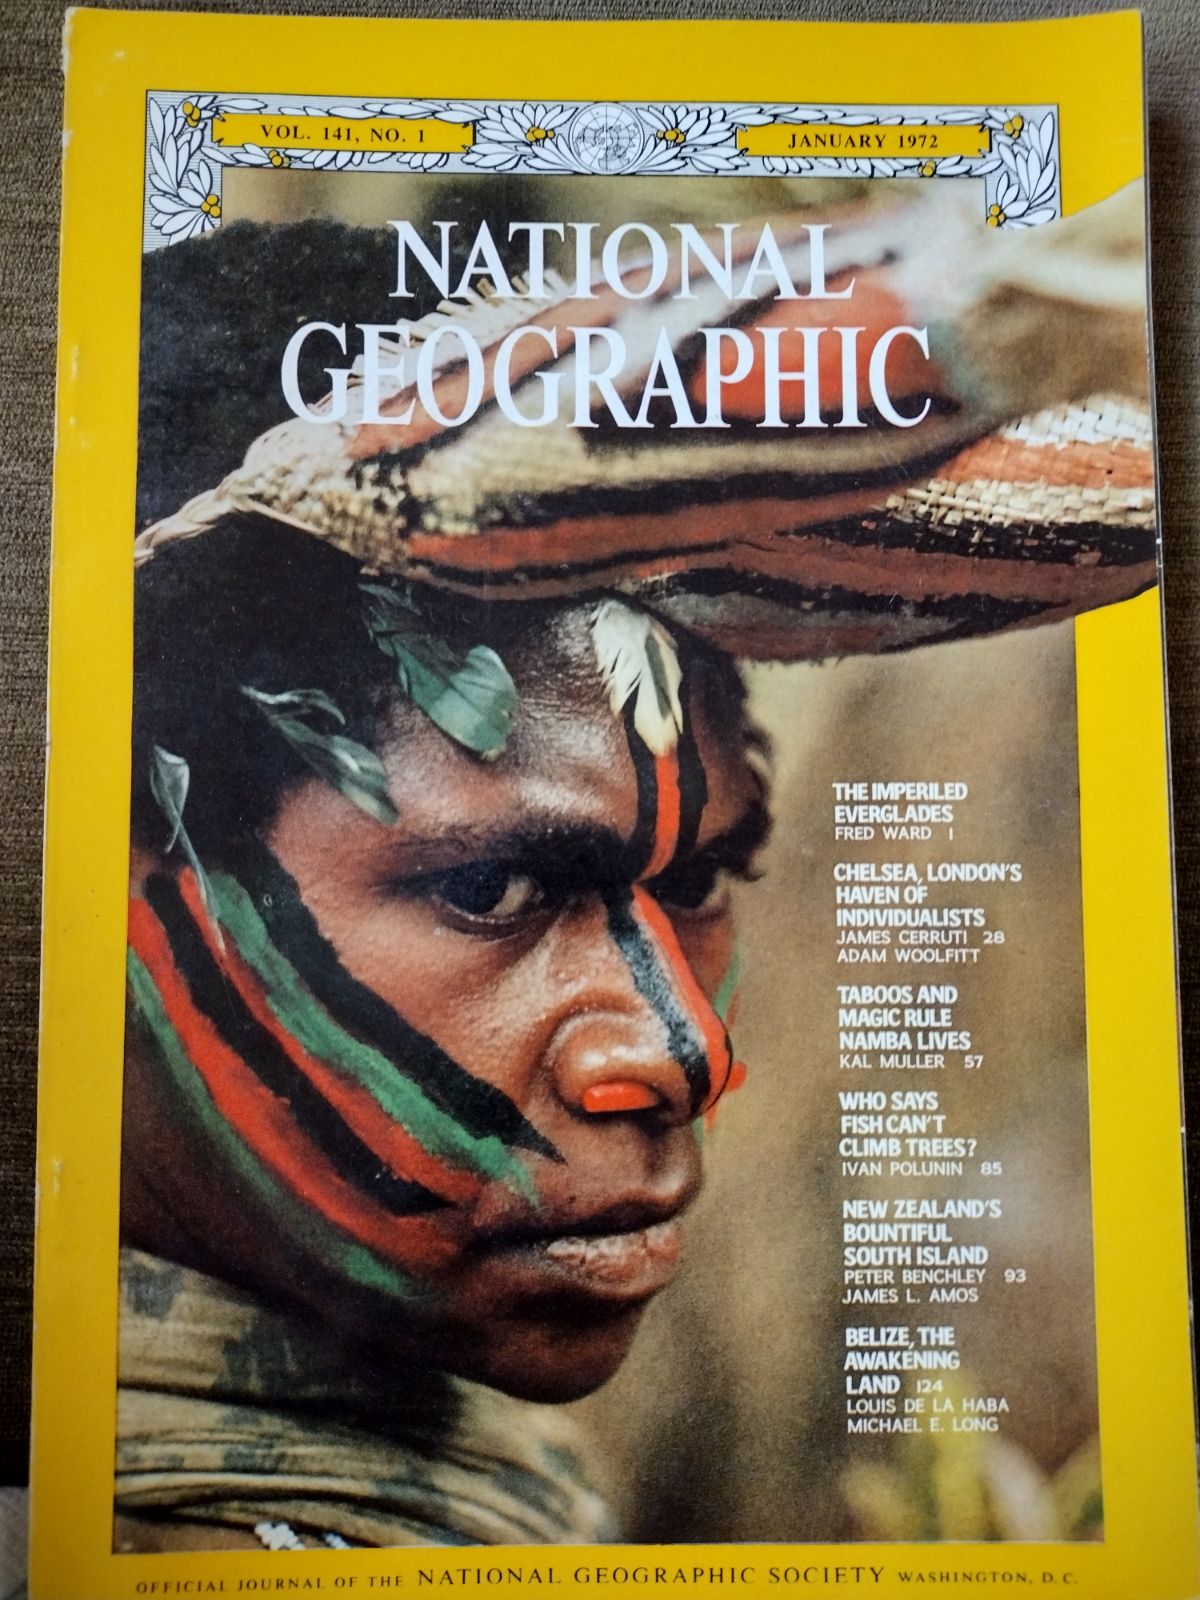 VOL. 141, NO. 1
JANUARY 1972
NATIONAL
GEOGRAPHIC
THE IMPERILED
EVERGLADES
FRED WARD 1
CHELSEA, LONDON'S
HAVEN OF
INDIVIDUALISTS
JAMES CERRUTI 28
ADAM WOOLFITT
TABOOS AND
MAGIC RULE
NAMBA LIVES
KAL MULLER 57
WHO SAYS
FISH CAN'T
CLIMB TREES?
IVAN POLUNIN 85
NEW ZEALAND'S
BOUNTIFUL
SOUTH ISLAND
PETER BENCHLEY 93
JAMES L. AMOS
BELIZE, THE
AWAKENING
LAND 124
LOUIS DE LA HABA
MICHAEL E. LONG
OFFICIAL JOURNAL OF THE NATIONAL GEOGRAPHIC SOCIETY WASHINGTON, D.C.